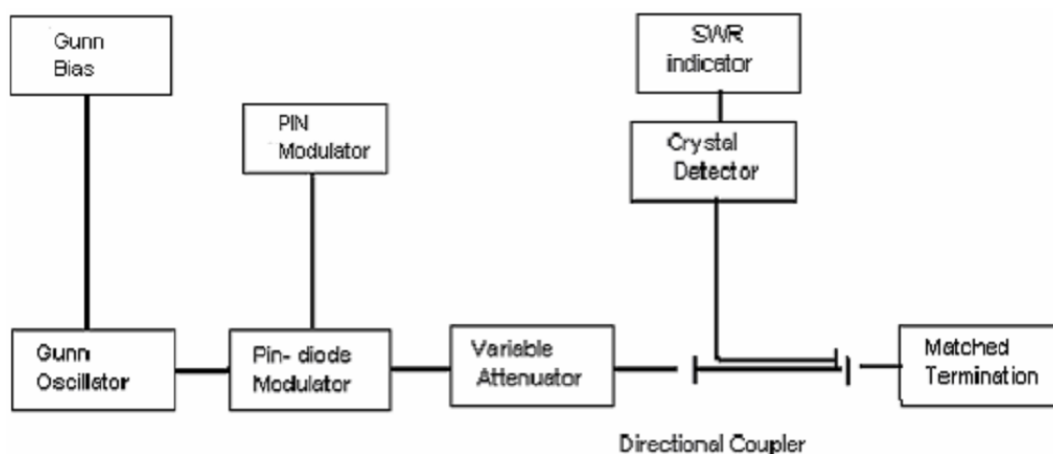 Gunn
Bias
SWR
indicator
PIN
Modulator
Crystal
Detector
Gunn
Oscillator
Pin- diode
Modulator
Variable
Attenuator
Matched
Termination
Directional Coupler